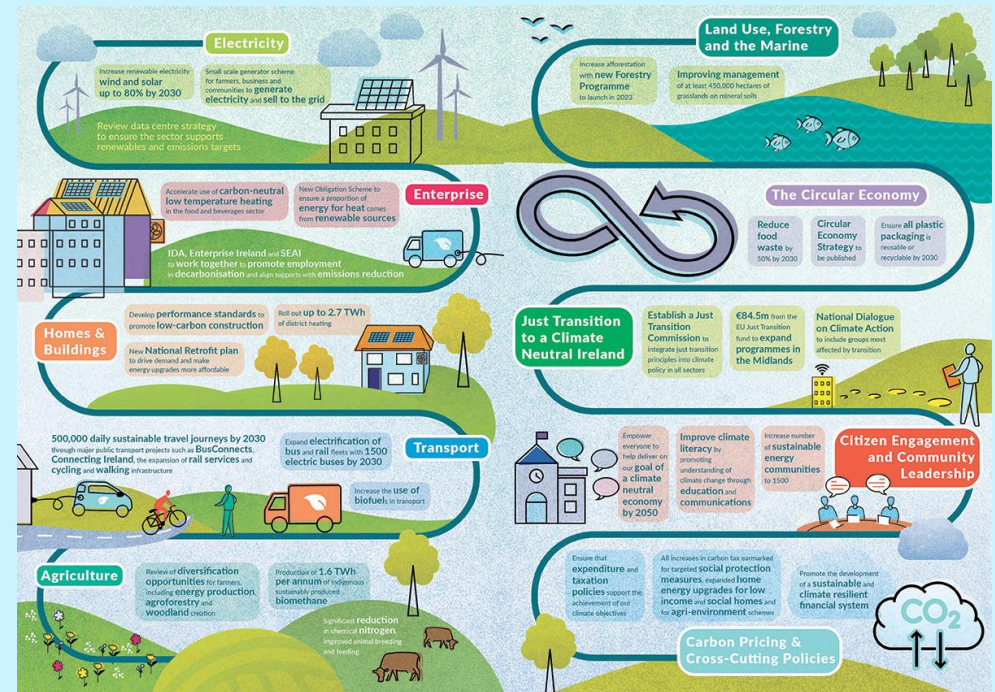 Electricity
Increase renewable electricity
wind and solar
up to 80% by 2030
Small scale generator scheme
for farmers, business and
communities to generate
electricity and sell to the grid
Review data centre strategy
to ensure the sector supports
renewables and emissions targets
Enterprise
Accelerate use of carbon-neutral
low temperature heating
in the food and beverages sector
New Obligation Scheme to
ensure a proportion of
energy for heat comes
from renewable sources
IDA, Enterprise Ireland and SEAI
to work together to promote employment
in decarbonisation and align supports with emissions reduction
Homes &
Buildings
Develop performance standards to
promote low-carbon construction
Roll out up to 2.7 TWh
of district heating
New National Retrofit plan
to drive demand and make
energy upgrades more affordable
Transport
500,000 daily sustainable travel journeys by 2030
through major public transport projects such as BusConnects,
Connecting Ireland, the expansion of rail services and
cycling and walking infrastructure
Expand electrification of
bus and rail fleets with 1500
electric buses by 2030
Increase the use of
biofuels in transport
Agriculture
Review of diversification
opportunities for farmers,
including energy production,
agroforestry and
woodland creation
Production of 1.6 TWh
per annum of indigenous
sustainably produced
biomethane
Significant reduction
in chemical nitrogen,
improved animal breeding
and feeding
Land Use, Forestry
and the Marine
Increase afforestation
with new Forestry
Programme
to launch in 2023
Improving management
of at least 450,000 hectares of
grasslands on mineral soils
The Circular Economy
Reduce
food
waste by
50% by 2030
Circular
Economy
Strategy to
be published
Ensure all plastic
packaging is
reusable or
recyclable by 2030
Just Transition
to a Climate
Neutral Ireland
Establish a Just
Transition
Commission to
integrate just transition
principles into climate
policy in all sectors
€84.5m from the
EU Just Transition
fund to expand
programmes in
the Midlands
National Dialogue
on Climate Action
to include groups most
affected by transition
Citizen Engagement
and Community
Leadership
Empower
everyone to
help deliver on
our goal of
a climate
neutral
economy
by 2050
Improve climate
literacy by
promoting
understanding of
climate change through
education and
communications
Increase number
of sustainable
energy
communities
to 1500
Ensure that
expenditure and
taxation
policies support the
achievement of our
climate objectives
All increases in carbon tax earmarked
for targeted social protection
measures, expanded home
energy upgrades for low
income and social homes and
for agri-environment schemes
Promote the development
of a sustainable and
climate resilient
financial system
CO2
Carbon Pricing &
Cross-Cutting Policies